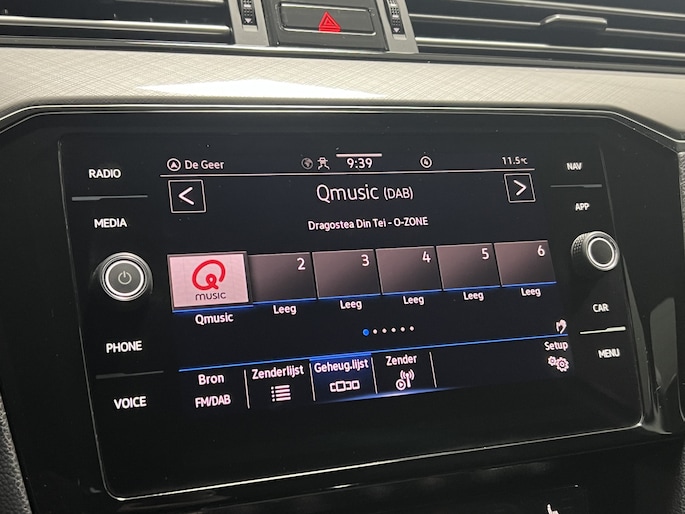 RADIO
MEDIA
PHONE
VOICE
De Geer
9:39
11.5°C
Qmusic (DAB)
Dragostea Din Tei - O-ZONE
Q
MUSIC
2
3
4
5
6
Qmusic
Leeg
Leeg
Leeg
Leeg
Leeg
Bron
FM/DAB
Zenderlijst
Geheug.lijst
Zender
Setup
NAV
APP
CAR
MENU